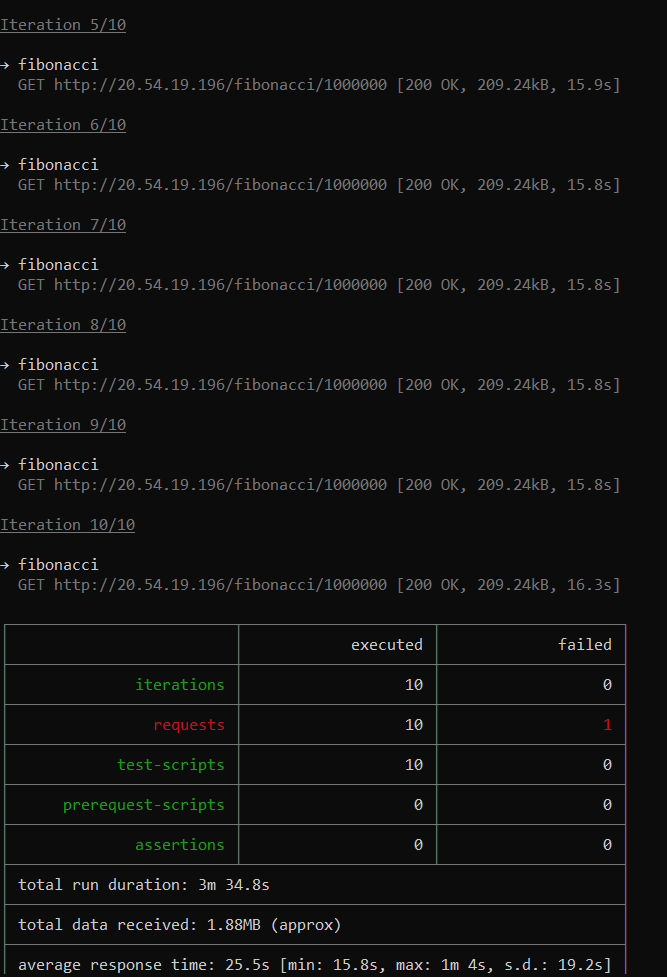 Iteration 5/10
→ fibonacci
GET http://20.54.19.196/fibonacci/1000000 [200 OK, 209.24kB, 15.9s]
Iteration 6/10
→ fibonacci
GET http://20.54.19.196/fibonacci/1000000 [200 OK, 209.24kB, 15.8s]
Iteration 7/10
→ fibonacci
GET http://20.54.19.196/fibonacci/1000000 [200 OK, 209.24kB, 15.8s]
Iteration 8/10
→ fibonacci
GET http://20.54.19.196/fibonacci/1000000 [200 OK, 209.24kB, 15.8s]
Iteration 9/10
→ fibonacci
GET http://20.54.19.196/fibonacci/1000000 [200 OK, 209.24kB, 15.8s]
Iteration 10/10
→ fibonacci
GET http://20.54.19.196/fibonacci/1000000 [200 OK, 209.24kB, 16.3s]
executed failed
iterations 10 0
requests 10 1
test-scripts 10 0
prerequest-scripts 0 0
assertions 0 0
total run duration: 3m 34.8s
total data received: 1.88MB (approx)
average response time: 25.5s [min: 15.8s, max: 1m 4s, s.d.: 19.2s]